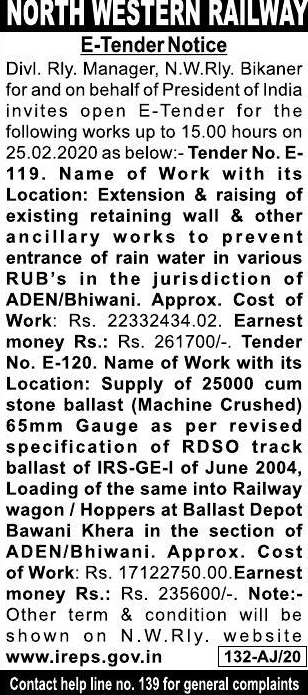 NORTH WESTERN RAILWAY
E-Tender Notice
Divl. Rly. Manager, N.W.Rly. Bikaner
for and on behalf of President of India
invites open E-Tender for the
following works up to 15.00 hours on
25.02.2020 as below:- Tender No. E-
119. Name of Work with its
Location: Extension & raising of
existing retaining wall & other
ancillary works to prevent
entrance of rain water in various
RUB's in the jurisdiction of
ADEN/Bhiwani. Approx. Cost of
Work: Rs. 22332434.02. Earnest
money Rs.: Rs. 261700/-. Tender
No. E-120. Name of Work with its
Location: Supply of 25000 cum
stone ballast (Machine Crushed)
65mm Gauge as per revised
specification of RDSO track
ballast of IRS-GE-I of June 2004,
Loading of the same into Railway
wagon / Hoppers at Ballast Depot
Bawani Khera in the section of
ADEN/Bhiwani. Approx. Cost
of Work: Rs. 17122750.00.Earnest
money Rs.: Rs. 235600/-. Note:-
Other term & condition will be
shown on N.W.Rly. website
www.ireps.gov.in 132-AJ/20
Contact help line no. 139 for general complaints